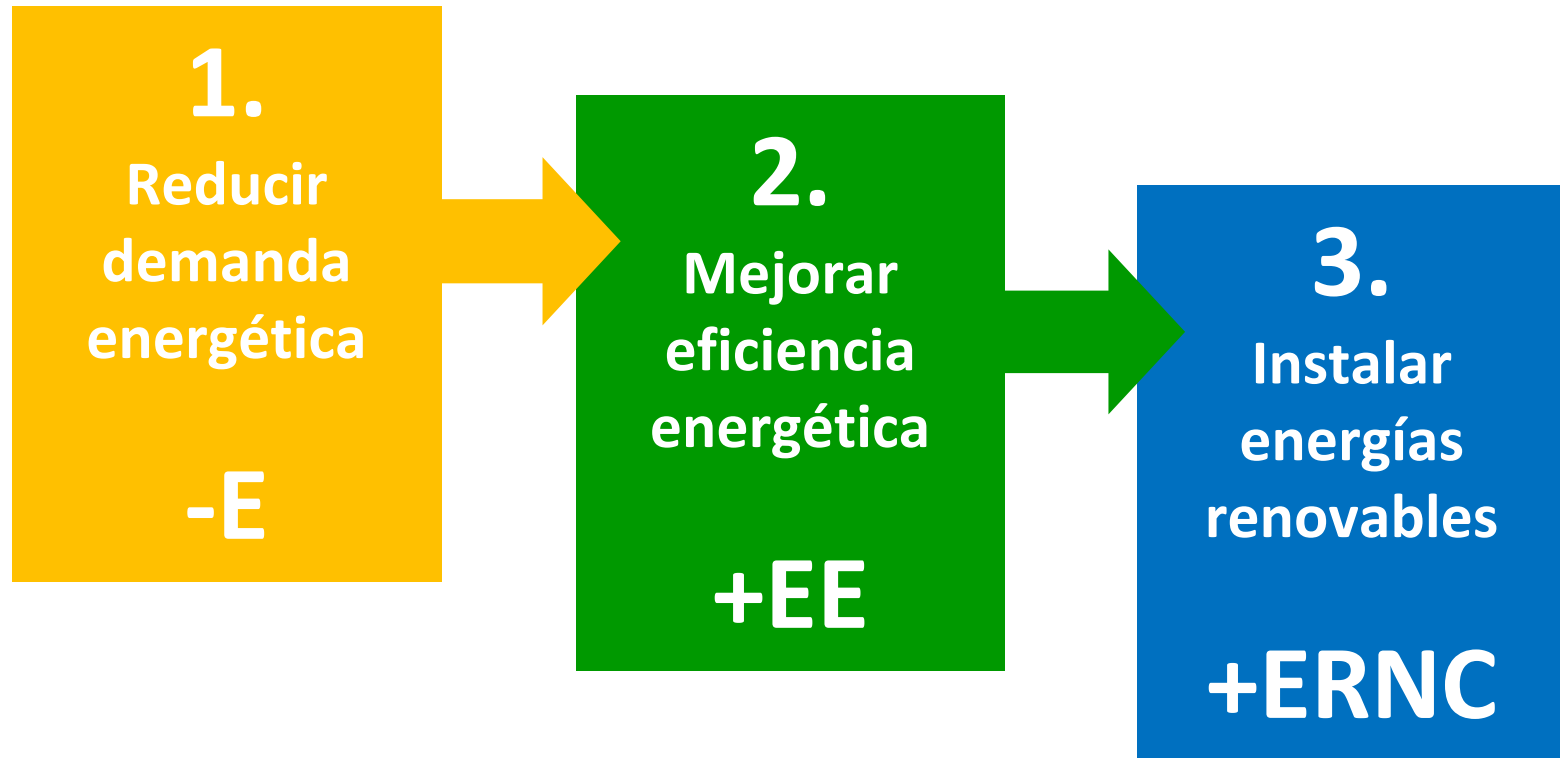 1.
Reducir
demanda
energética
-E
2.
Mejorar
eficiencia
energética
+EE
3.
Instalar
energías
renovables
+ERNC